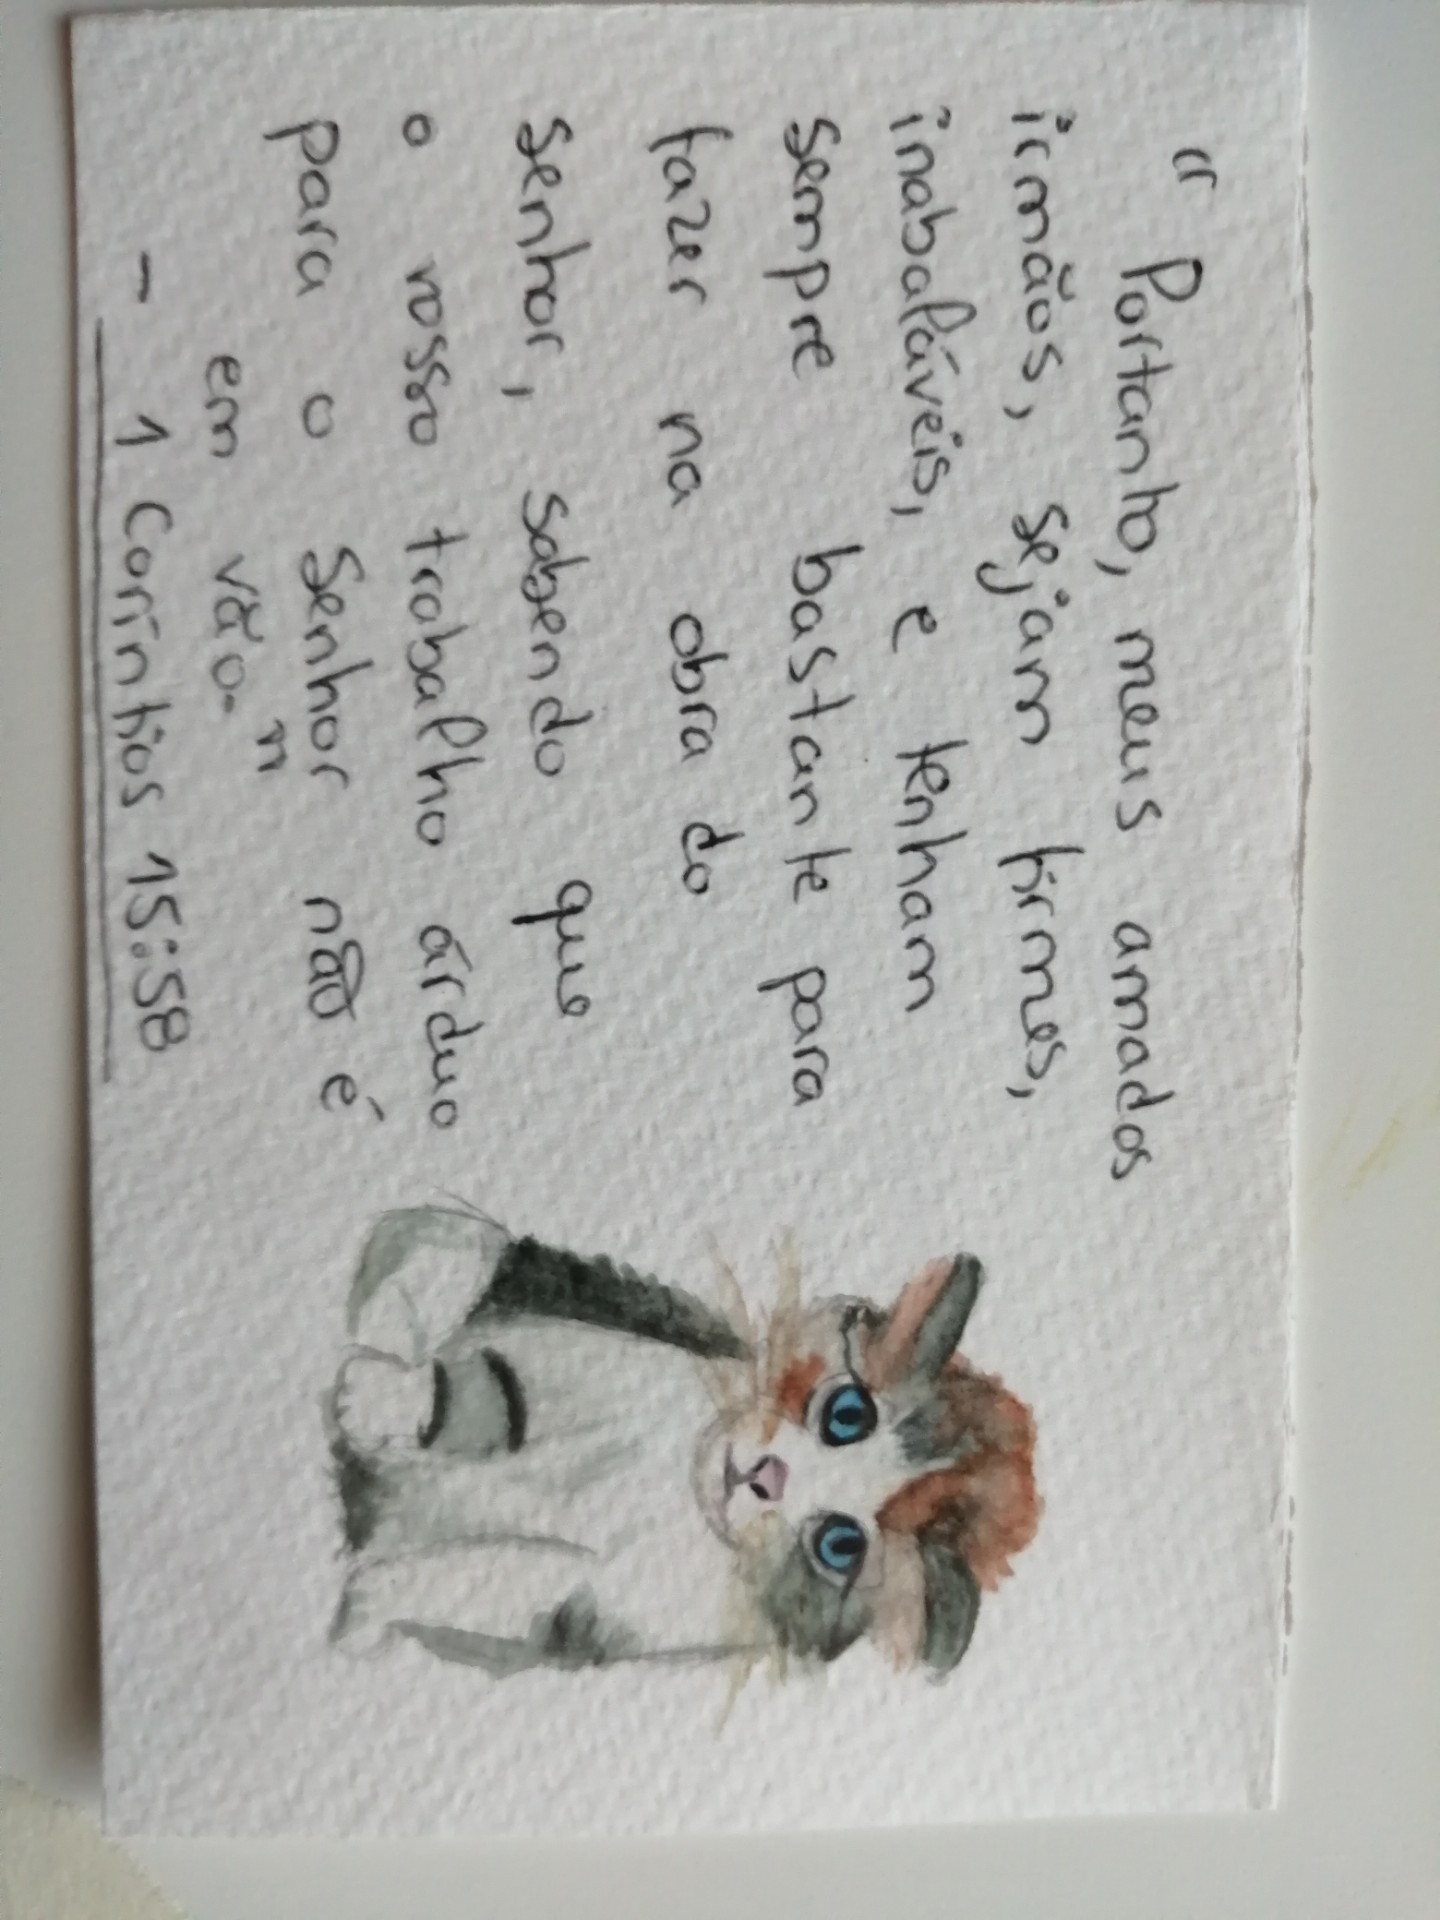 " Portanto, meus amados
irmãos, sejam firmes,
inabaláveis, e tenham
sempre bastante para
fazer na obra do
Senhor, sabendo que
o vosso trabalho árduo
para o Senhor não é
em vão."
- 1 Coríntios 15:58